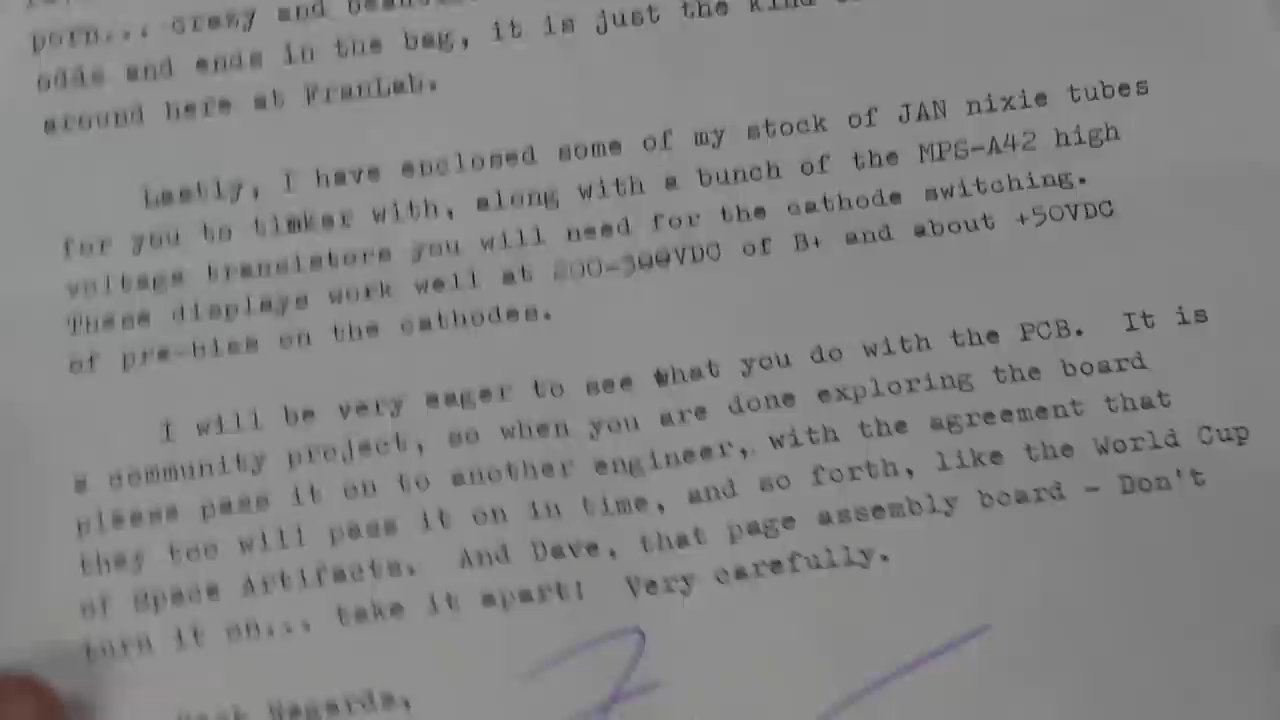 porn... crazy and
odds and ends in the bag, it is just the kind
around here at FranLab.
Lastly, I have enclosed some of my stock of JAN nixie tubes
for you to timker with, along with a bunch of the MPS-A42 high
voltage transistors you will need for the cathode switching.
These displays work well at 200-300VDC of B+ and about +50VDC
of pre-bias on the cathodes.
I will be very eager to see what you do with the PCB. It is
a community project, so when you are done exploring the board
please pass it on to another engineer, with the agreement that
they too will pass it on in time, and so forth, like the World Cup
of Space Artifacts. And Dave, that page assembly board - Don't
turn it on... take it apart! Very carefully.
Regards,